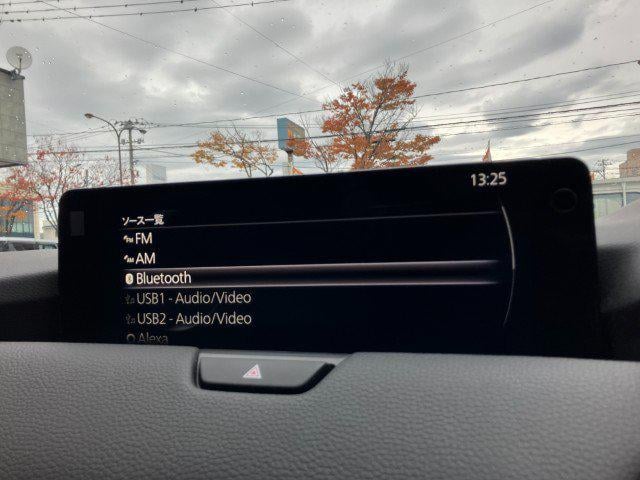 13:25
ソース一覧
FM
AM
Bluetooth
USB1 - Audio/Video
USB2 - Audio/Video
Alexa